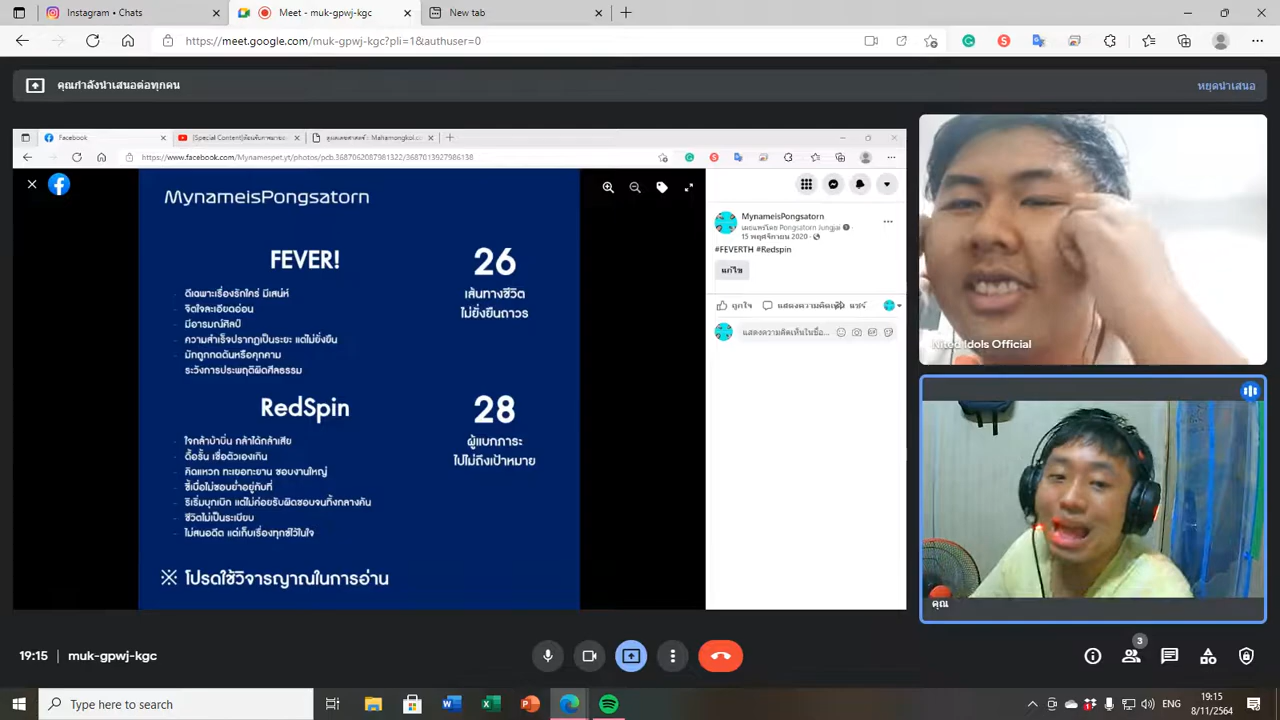 Instagram • Chats
Meet - muk-gpwj-kgc
New tab
https://meet.google.com/muk-gpwj-kgc?pli=1&authuser=0
คุณกำลังนำเสนอต่อทุกคน
หยุดนำเสนอ
Facebook
https://www.facebook.com/Mynamespet.yt/photos/pcb.3687062087981322/3687013927986138
MynameisPongsatorn
FEVER!
26
- ดีเฉพาะเรื่องรักใคร่ มีเสน่ห์
- จิตใจละเอียดอ่อน
- มีอารมณ์ศิลป์
- ความสำเร็จปรากฏเป็นระยะ แต่ไม่ยั่งยืน
- มักถูกกดดันหรือคุกคาม
ระวังการประพฤติผิดศีลธรรม
เส้นทางชีวิต
ไม่ยั่งยืนถาวร
RedSpin
28
- ใจกล้าบ้าบิ่น กล้าได้กล้าเสีย
- ดื้อรั้น เชื่อตัวเองเกิน
- คิดแหวก ทะเยอทะยาน ชอบงานใหญ่
- ขี้เบื่อไม่ชอบย่ำอยู่กับที่
- ริเริ่มบุกเบิก แต่ไม่ค่อยรับผิดชอบจนทิ้งกลางคัน
- ชีวิตไม่เป็นระเบียบ
- ไม่สนอดีต แต่เก็บเรื่องทุกข์ไว้ในใจ
ผู้แบกภาระ
ไปไม่ถึงเป้าหมาย
※ โปรดใช้วิจารญาณในการอ่าน
MynameisPongsatorn
เผยแพร่โดย Pongsatorn Jungjai
15 พฤศจิกายน 2020
#FEVERTH #Redspin
แก้ไข
ถูกใจ
แชร์
Nited Idols Official
คุณ
19:15 | muk-gpwj-kgc
3
Type here to search
ENG
19:15
8/11/2564